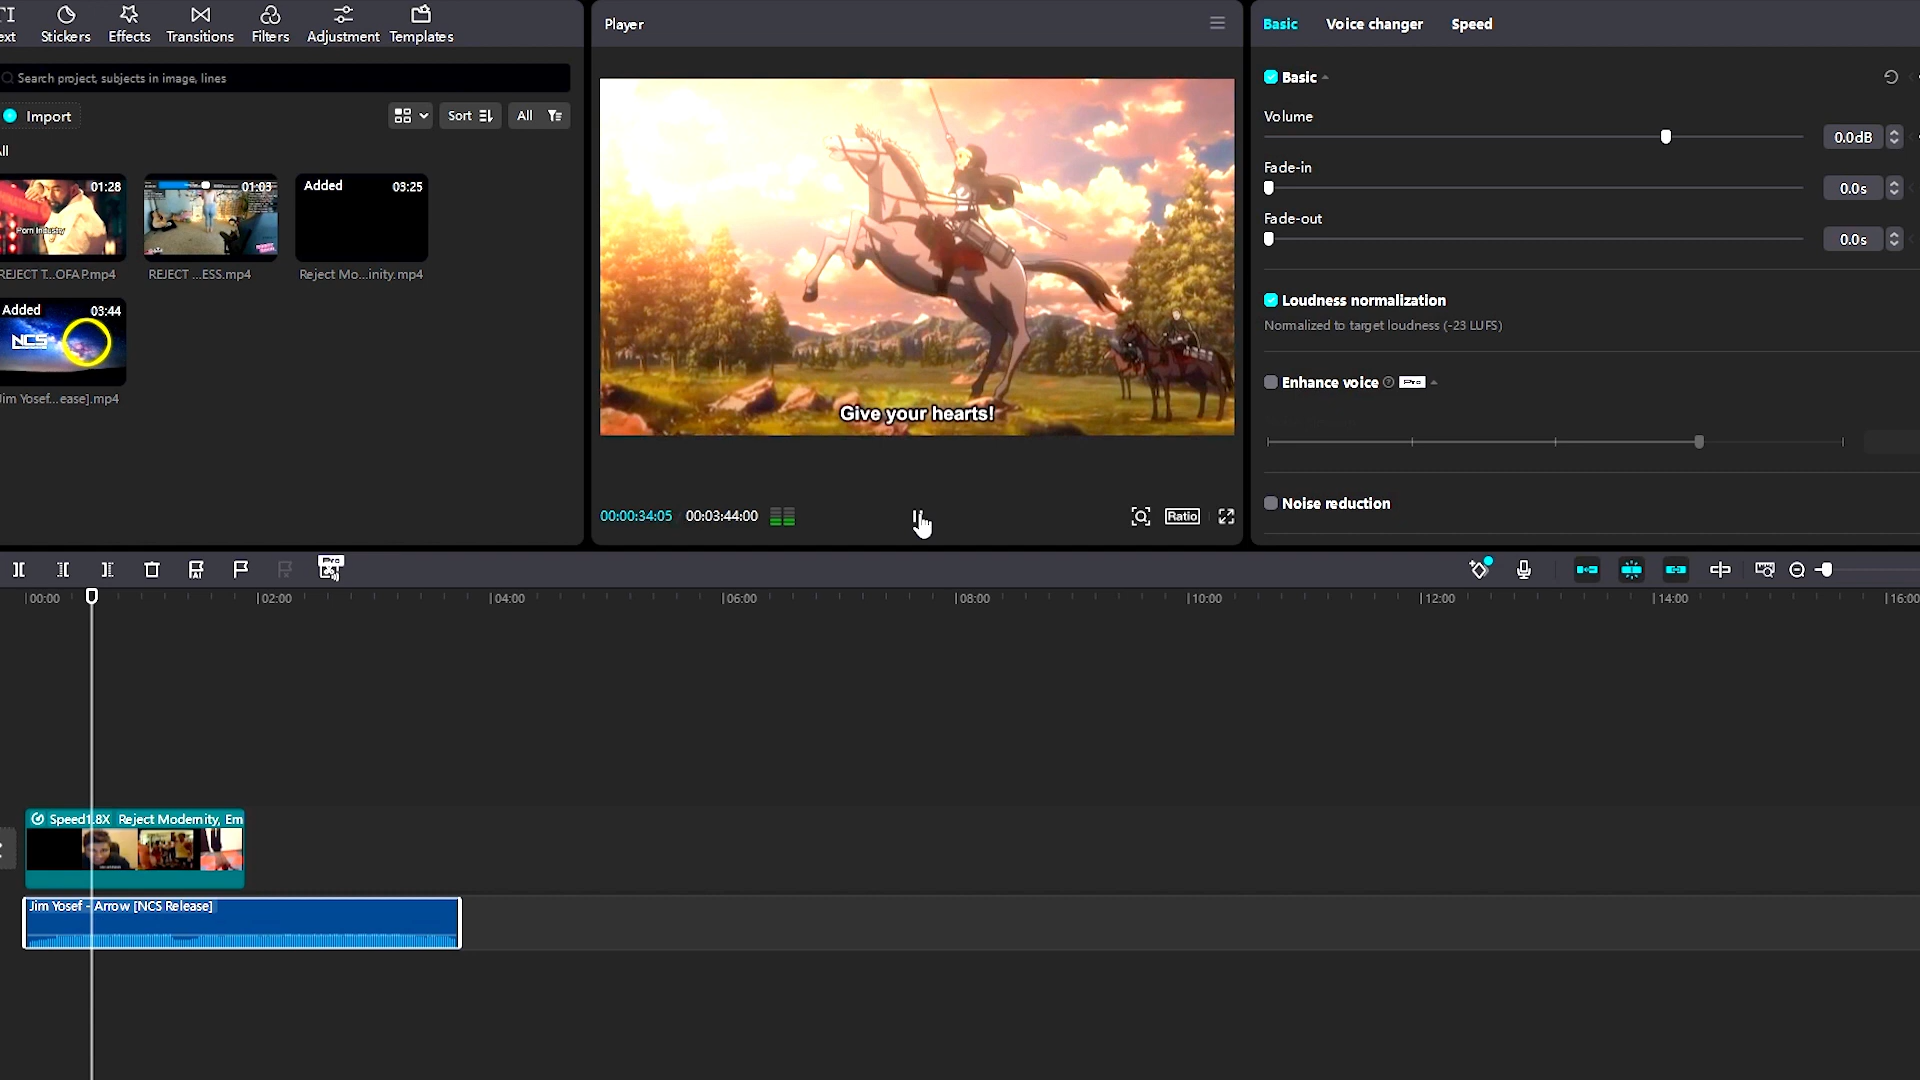 Stickers
Effects
Transitions
Filters
Adjustment
Templates
Player
Basic
Voice changer
Speed
Search project, subjects in image, lines
Import
Sort
All
01:28
Porn Industry
REJECT T...OFAP.mp4
01:03
REJECT ...ESS.mp4
Added
03:25
Reject Mo...inity.mp4
Added
03:44
NCS
Jim Yosef...ease].mp4
Give your hearts!
00:00:34:05
00:03:44:00
Ratio
Basic
Volume
0.0dB
Fade-in
0.0s
Fade-out
0.0s
Loudness normalization
Normalized to target loudness (-23 LUFS)
Enhance voice
Pro
Noise reduction
Pro
00:00
02:00
04:00
06:00
08:00
10:00
12:00
14:00
16:00
Speed1.8X Reject Modernity, Em
Jim Yosef - Arrow [NCS Release]